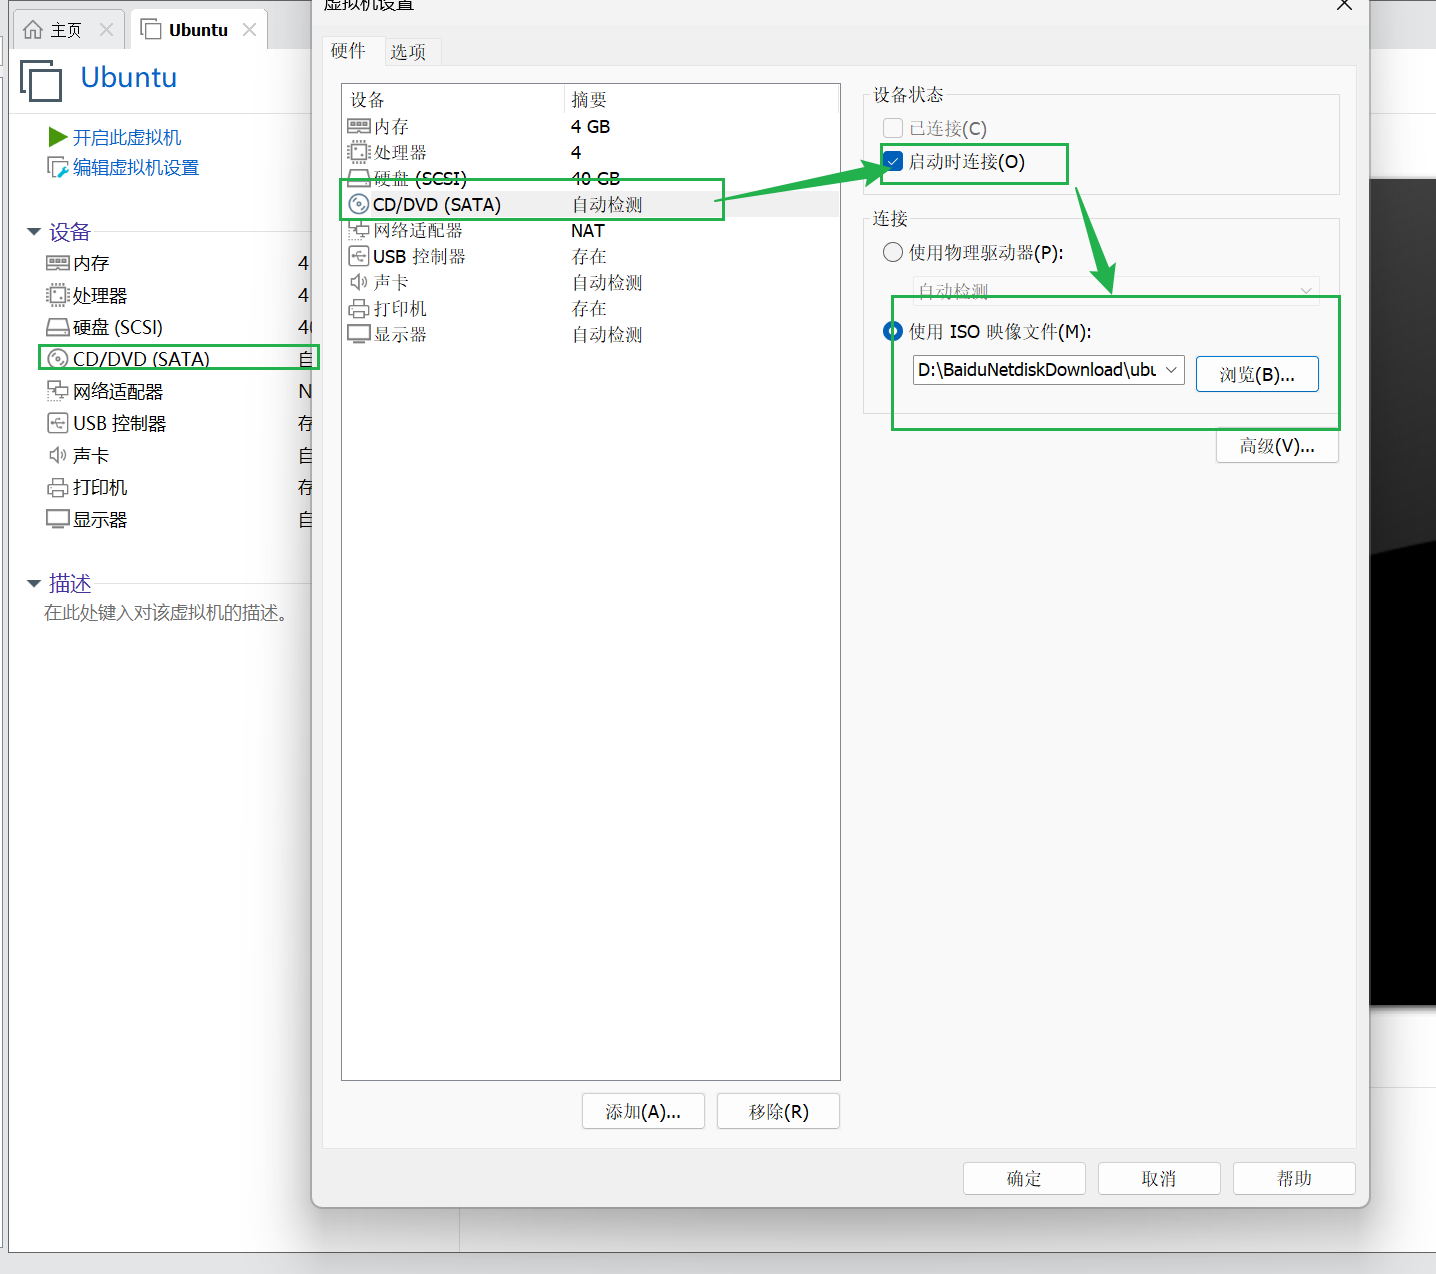 虚拟机设置
主页
Ubuntu
Ubuntu
开启此虚拟机
编辑虚拟机设置
设备
内存 4
处理器 4
硬盘 (SCSI) 4
CD/DVD (SATA) 自
网络适配器 N
USB 控制器 存
声卡 自
打印机 存
显示器 自
描述
在此处键入对该虚拟机的描述。
硬件 选项
设备 摘要
内存 4 GB
处理器 4
硬盘 (SCSI) 40 GB
CD/DVD (SATA) 自动检测
网络适配器 NAT
USB 控制器 存在
声卡 自动检测
打印机 存在
显示器 自动检测
添加(A)... 移除(R)
设备状态
已连接(C)
启动时连接(O)
连接
使用物理驱动器(P):
自动检测
使用 ISO 映像文件(M):
D:\BaiduNetdiskDownload\ubu 浏览(B)...
高级(V)...
确定 取消 帮助